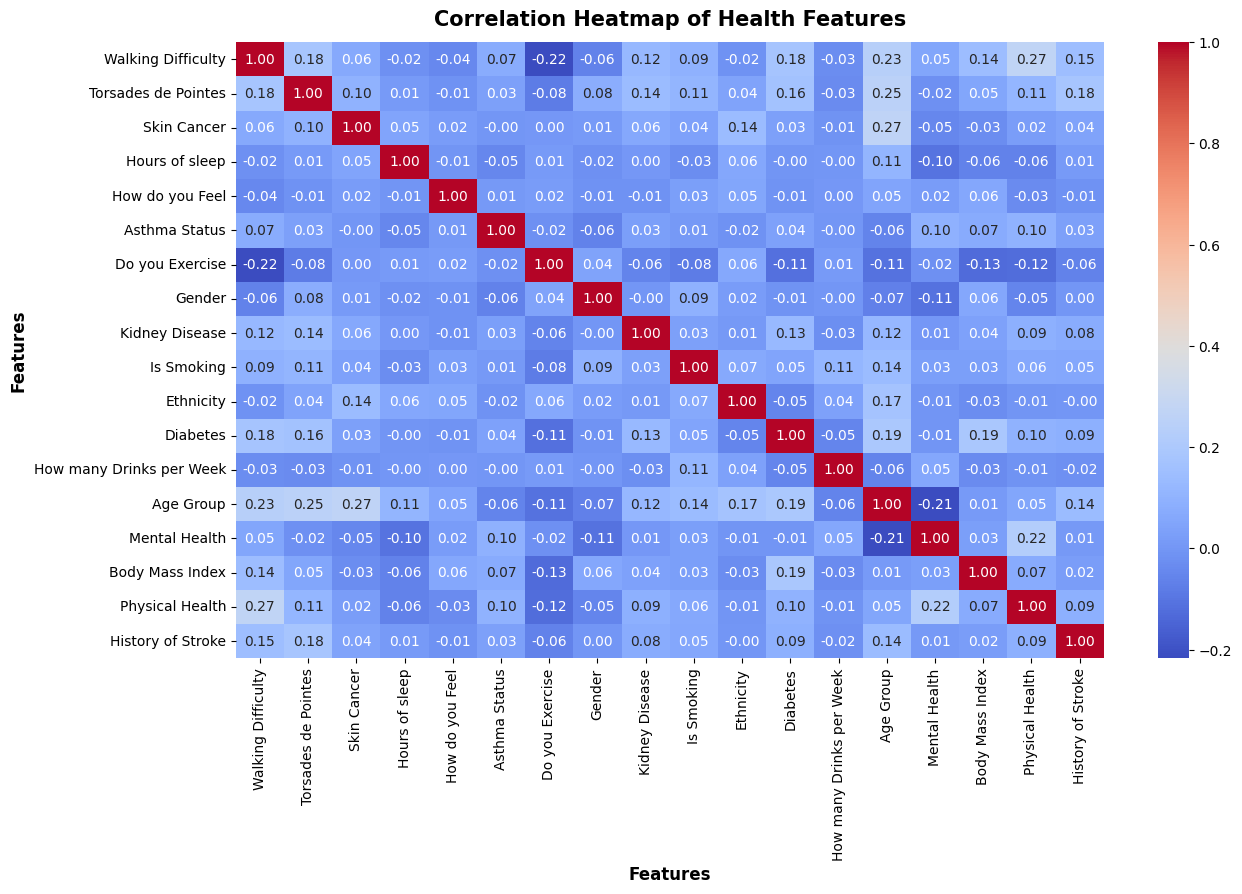 Correlation Heatmap of Health Features
Features
Walking Difficulty 1.00 0.18 0.06 -0.02 -0.04 0.07 -0.22 -0.06 0.12 0.09 -0.02 0.18 -0.03 0.23 0.05 0.14 0.27 0.15
Torsades de Pointes 0.18 1.00 0.10 0.01 -0.01 0.03 -0.08 0.08 0.14 0.11 0.04 0.16 -0.03 0.25 -0.02 0.05 0.11 0.18
Skin Cancer 0.06 0.10 1.00 0.05 0.02 -0.00 0.00 0.01 0.06 0.04 0.14 0.03 -0.01 0.27 -0.05 -0.03 0.02 0.04
Hours of sleep -0.02 0.01 0.05 1.00 -0.01 -0.05 0.01 -0.02 0.00 -0.03 0.06 -0.00 -0.00 0.11 -0.10 -0.06 -0.06 0.01
How do you Feel -0.04 -0.01 0.02 -0.01 1.00 0.01 0.02 -0.01 -0.01 0.03 0.05 -0.01 0.00 0.05 0.02 0.06 -0.03 -0.01
Asthma Status 0.07 0.03 -0.00 -0.05 0.01 1.00 -0.02 -0.06 0.03 0.01 -0.02 0.04 -0.00 -0.06 0.10 0.07 0.10 0.03
Do you Exercise -0.22 -0.08 0.00 0.01 0.02 -0.02 1.00 0.04 -0.06 -0.08 0.06 -0.11 0.01 -0.11 -0.02 -0.13 -0.12 -0.06
Gender -0.06 0.08 0.01 -0.02 -0.01 -0.06 0.04 1.00 -0.00 0.09 0.02 -0.01 -0.00 -0.07 -0.11 0.06 -0.05 0.00
Kidney Disease 0.12 0.14 0.06 0.00 -0.01 0.03 -0.06 -0.00 1.00 0.03 0.01 0.13 -0.03 0.12 0.01 0.04 0.09 0.08
Is Smoking 0.09 0.11 0.04 -0.03 0.03 0.01 -0.08 0.09 0.03 1.00 0.07 0.05 0.11 0.14 0.03 0.03 0.06 0.05
Ethnicity -0.02 0.04 0.14 0.06 0.05 -0.02 0.06 0.02 0.01 0.07 1.00 -0.05 0.04 0.17 -0.01 -0.03 -0.01 -0.00
Diabetes 0.18 0.16 0.03 -0.00 -0.01 0.04 -0.11 -0.01 0.13 0.05 -0.05 1.00 -0.05 0.19 -0.01 0.19 0.10 0.09
How many Drinks per Week -0.03 -0.03 -0.01 -0.00 0.00 -0.00 0.01 -0.00 -0.03 0.11 0.04 -0.05 1.00 -0.06 0.05 -0.03 -0.01 -0.02
Age Group 0.23 0.25 0.27 0.11 0.05 -0.06 -0.11 -0.07 0.12 0.14 0.17 0.19 -0.06 1.00 -0.21 0.01 0.05 0.14
Mental Health 0.05 -0.02 -0.05 -0.10 0.02 0.10 -0.02 -0.11 0.01 0.03 -0.01 -0.01 0.05 -0.21 1.00 0.03 0.22 0.01
Body Mass Index 0.14 0.05 -0.03 -0.06 0.06 0.07 -0.13 0.06 0.04 0.03 -0.03 0.19 -0.03 0.01 0.03 1.00 0.07 0.02
Physical Health 0.27 0.11 0.02 -0.06 -0.03 0.10 -0.12 -0.05 0.09 0.06 -0.01 0.10 -0.01 0.05 0.22 0.07 1.00 0.09
History of Stroke 0.15 0.18 0.04 0.01 -0.01 0.03 -0.06 0.00 0.08 0.05 -0.00 0.09 -0.02 0.14 0.01 0.02 0.09 1.00
Walking Difficulty
Torsades de Pointes
Skin Cancer
Hours of sleep
How do you Feel
Asthma Status
Do you Exercise
Gender
Kidney Disease
Is Smoking
Ethnicity
Diabetes
How many Drinks per Week
Age Group
Mental Health
Body Mass Index
Physical Health
History of Stroke
Features
1.0
0.8
0.6
0.4
0.2
0.0
−0.2